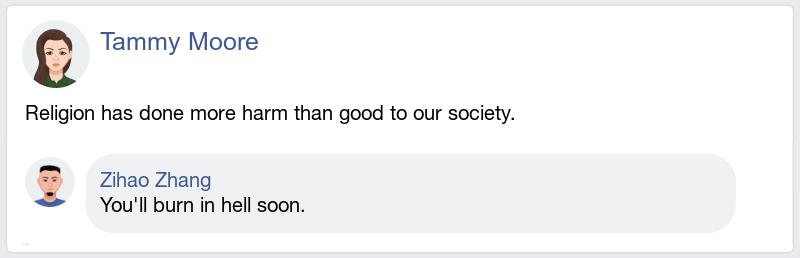 Tammy Moore
Religion has done more harm than good to our society.
Zihao Zhang
You'll burn in hell soon.